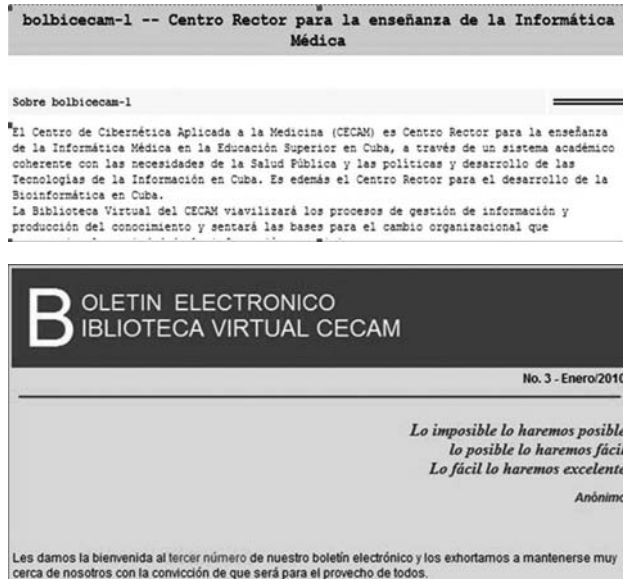 bolbicecam-l -- Centro Rector para la enseñanza de la Informática
Médica
Sobre bolbicecam-l
El Centro de Cibernética Aplicada a la Medicina (CECAM) es Centro Rector para la enseñanza
de la Informática Médica en la Educación Superior en Cuba, a través de un sistema académico
coherente con las necesidades de la Salud Pública y las políticas y desarrollo de las
Tecnologías de la Información en Cuba. Es edemás el Centro Rector para el desarrollo de la
Bioinformática en Cuba.
La Biblioteca Virtual del CECAM viavilizará los procesos de gestión de información y
producción del conocimiento y sentará las bases para el cambio organizacional que
BOLETIN ELECTRONICO
IBLIOTECA VIRTUAL CECAM
No. 3 - Enero/2010
Lo imposible lo haremos posible
lo posible lo haremos fácil
Lo fácil lo haremos excelente
Anónimo
Les damos la bienvenida al tercer número de nuestro boletín electrónico y los exhortamos a mantenerse muy
cerca de nosotros con la convicción de que será para el provecho de todos.